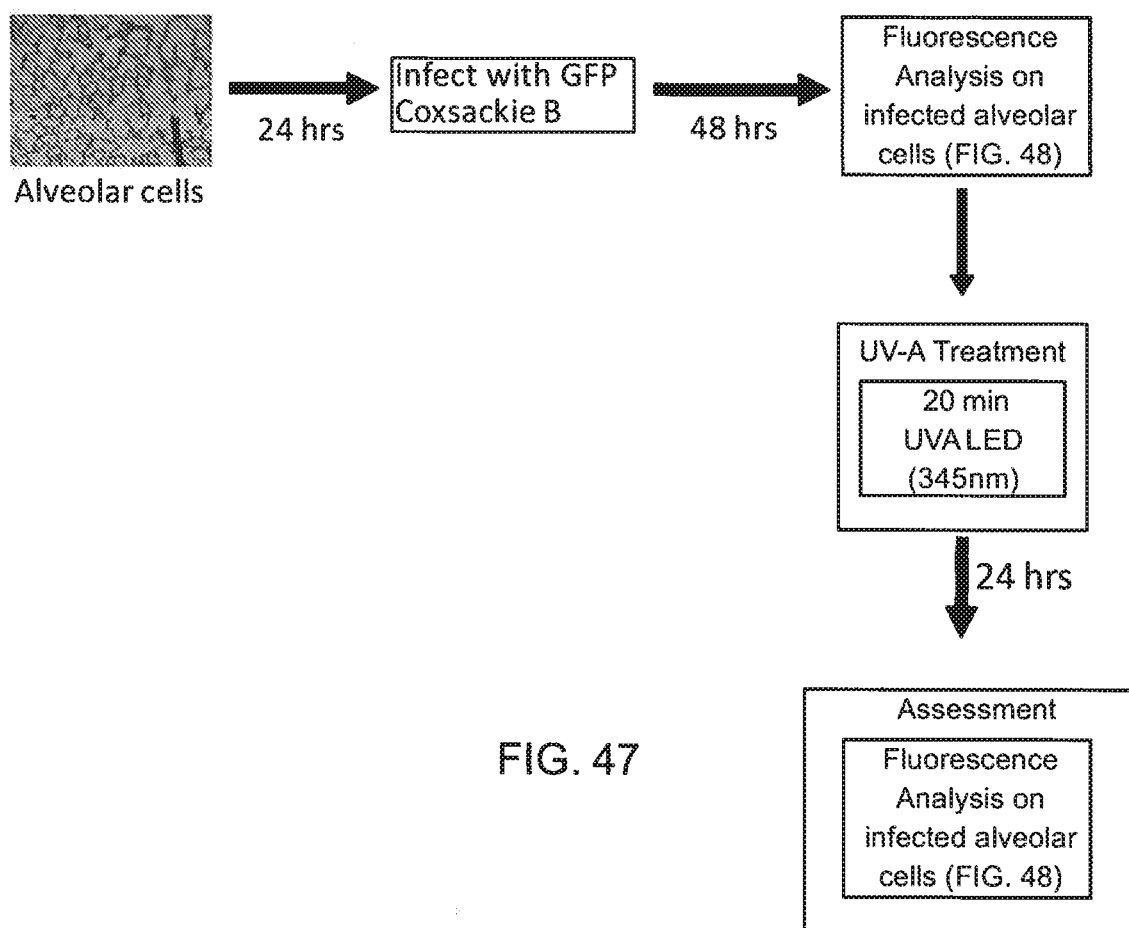 Alveolar cells
24 hrs
Infect with GFP
Coxsackie B
48 hrs
Fluorescence
Analysis on
infected alveolar
cells (FIG. 48)
UV-A Treatment
20 min
UVA LED
(345nm)
24 hrs
Assessment
Fluorescence
Analysis on
infected alveolar
cells (FIG. 48)
FIG. 47